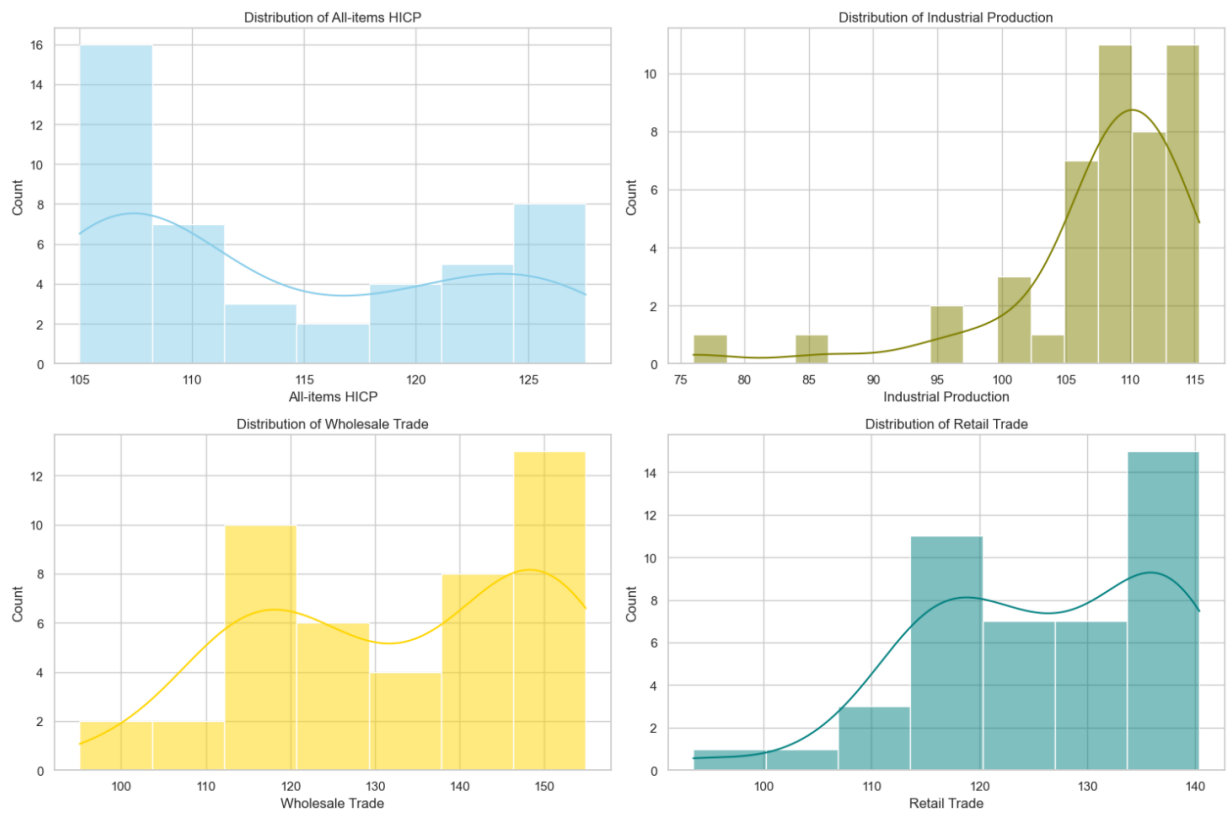 Distribution of All-items HICP
16
14
12
10
8
6
4
2
0
Count
105 110 115 120 125
All-items HICP
Distribution of Industrial Production
10
8
6
4
2
0
Count
75 80 85 90 95 100 105 110 115
Industrial Production
Distribution of Wholesale Trade
12
10
8
6
4
2
0
Count
100 110 120 130 140 150
Wholesale Trade
Distribution of Retail Trade
14
12
10
8
6
4
2
0
Count
100 110 120 130 140
Retail Trade